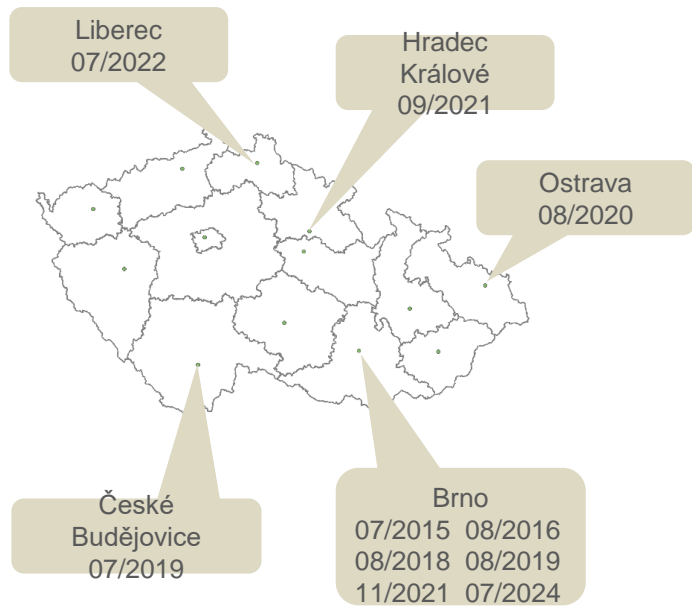 Liberec
07/2022
Hradec
Králové
09/2021
Ostrava
08/2020
České
Budějovice
07/2019
Brno
07/2015 08/2016
08/2018 08/2019
11/2021 07/2024